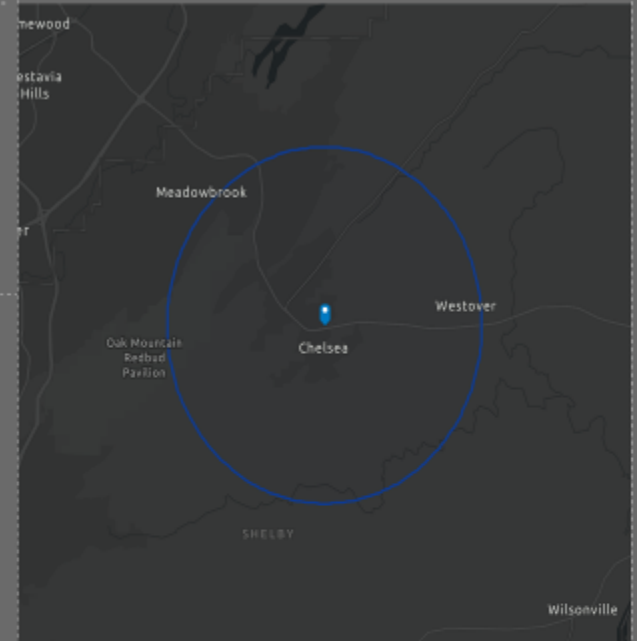 mewood
estavia
Hills
Meadowbrook
er
Westover
Oak Mountain
Redbud
Pavilion
Chelsea
SHELBY
Wilsonville